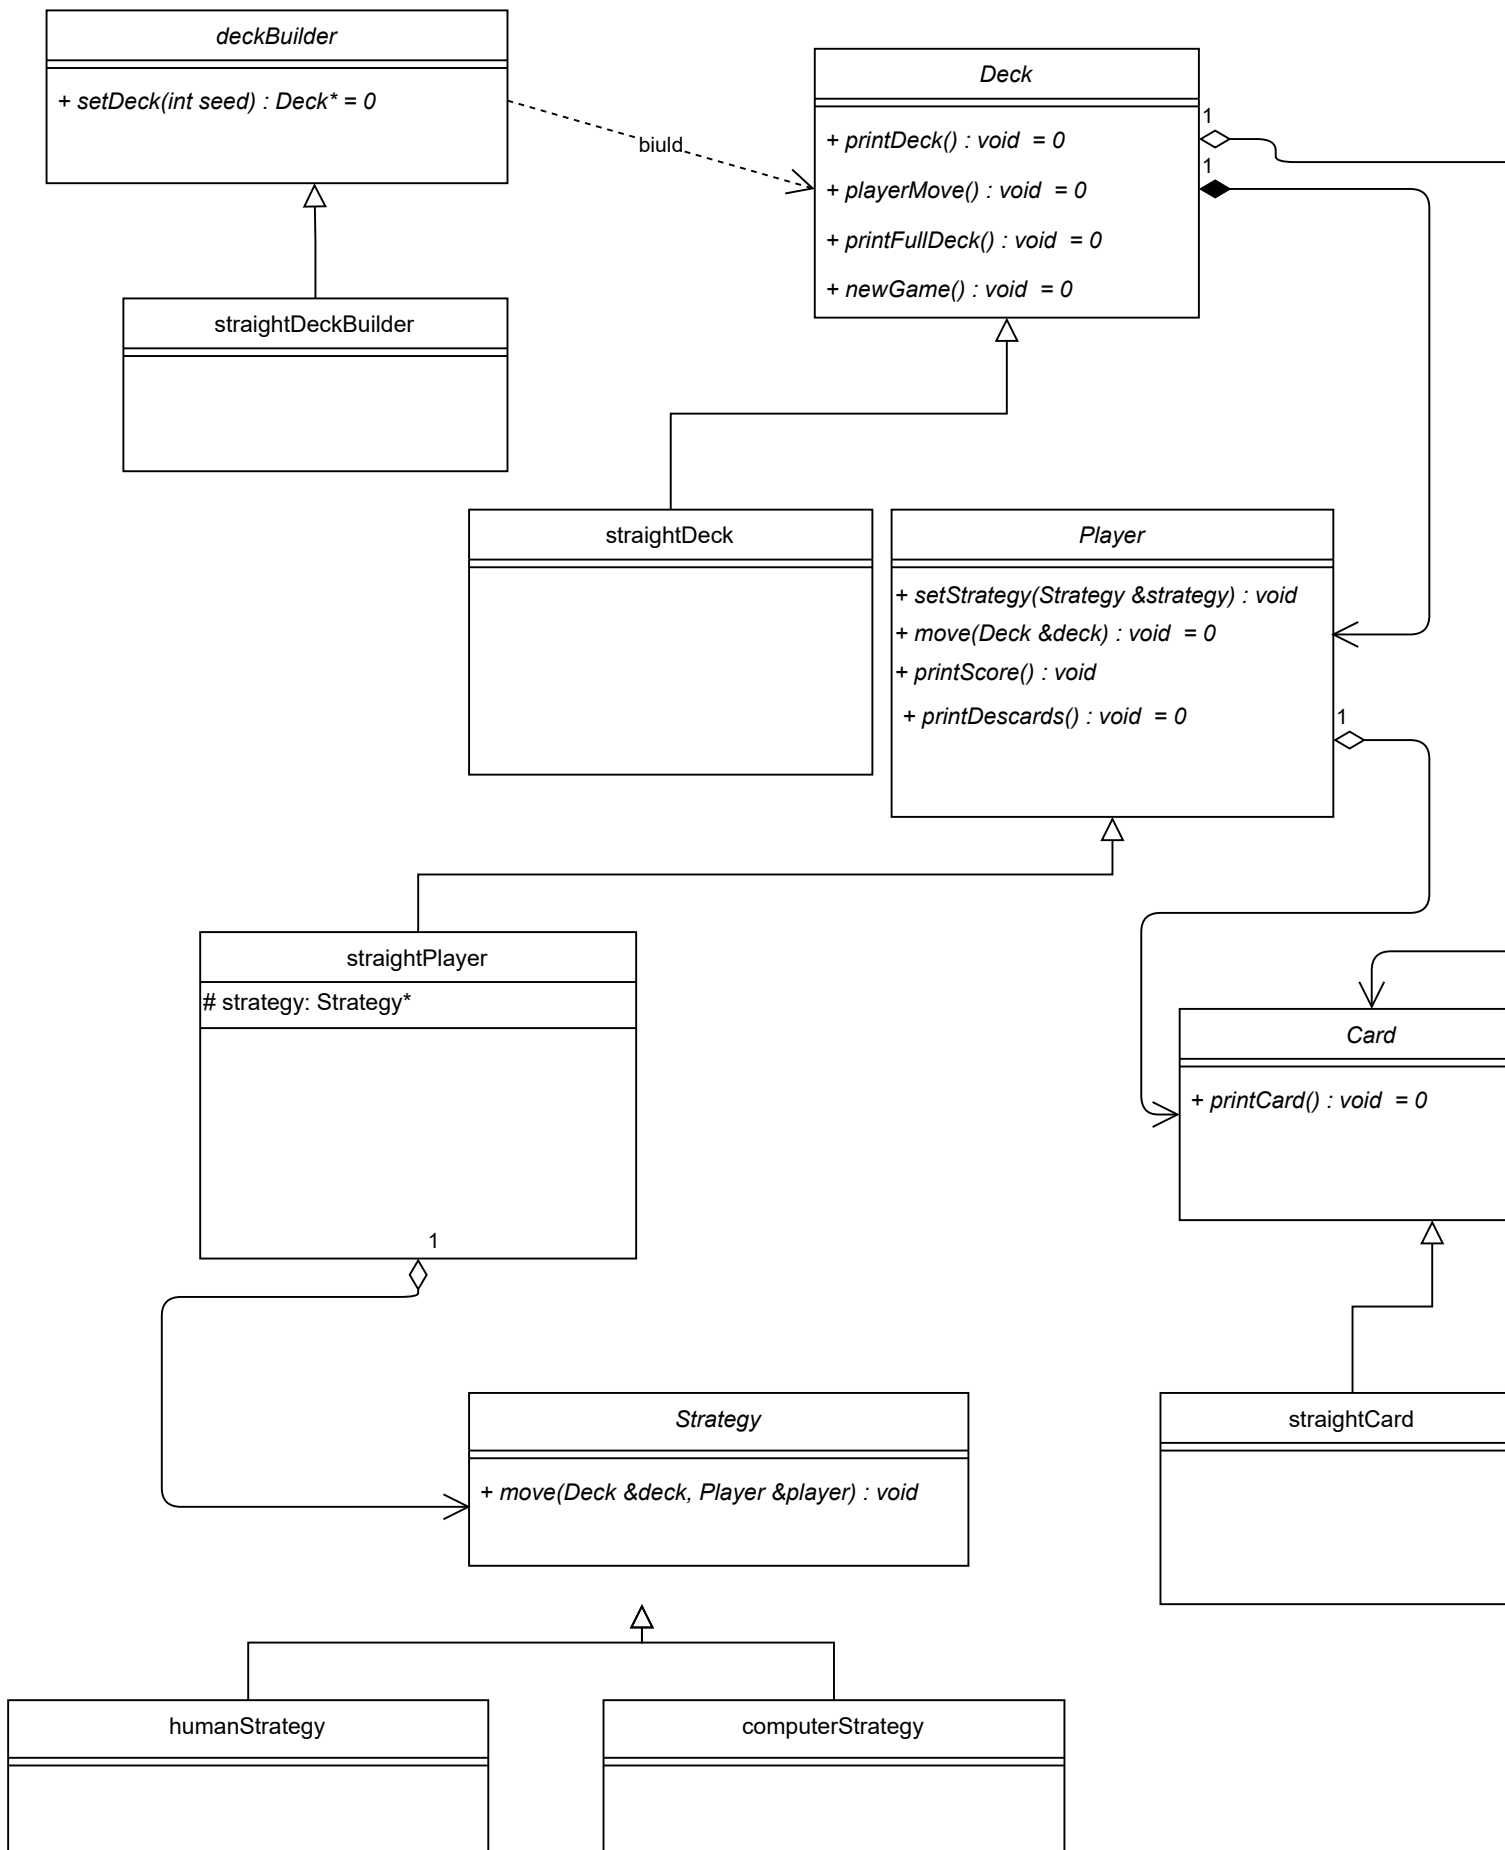 deckBuilder
+ setDeck(int seed) : Deck* = 0
biuld
Deck
+ printDeck() : void  = 0
+ playerMove() : void  = 0
+ printFullDeck() : void  = 0
+ newGame() : void  = 0
1
1
straightDeckBuilder
straightDeck
Player
+ setStrategy(Strategy &strategy) : void
+ move(Deck &deck) : void  = 0
+ printScore() : void
+ printDescards() : void  = 0
1
straightPlayer
# strategy: Strategy*
1
Card
+ printCard() : void  = 0
Strategy
+ move(Deck &deck, Player &player) : void
straightCard
humanStrategy
computerStrategy